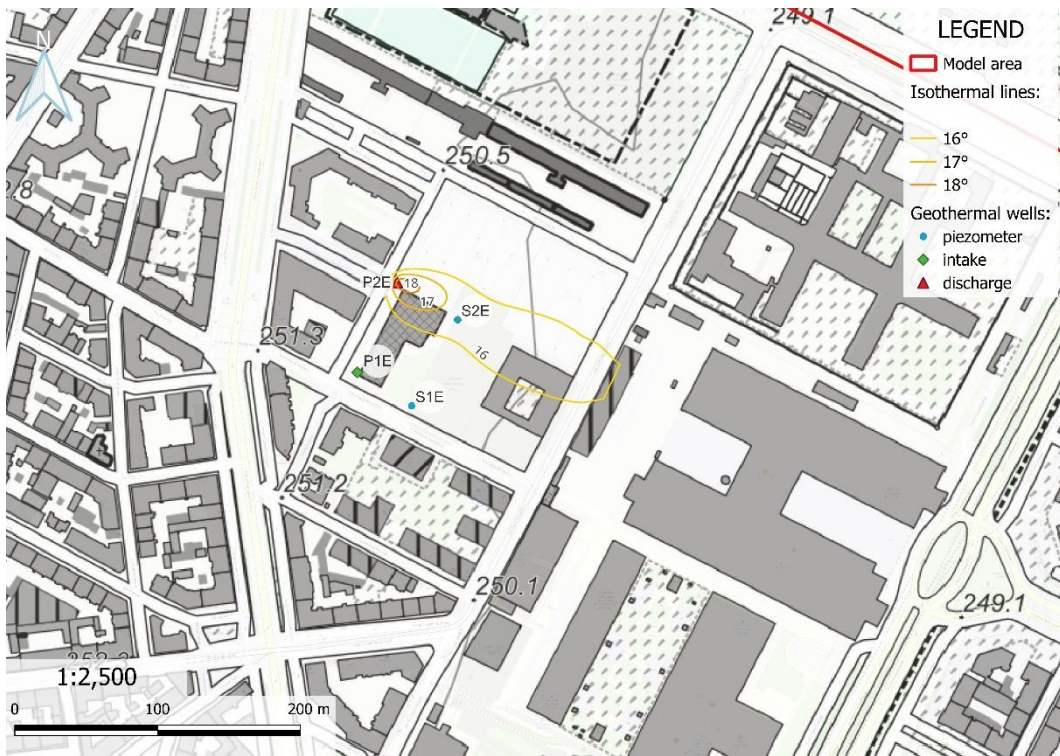 N
249.1
LEGEND
Model area
Isothermal lines:
16°
17°
18°
Geothermal wells:
piezometer
intake
discharge
250.5
P2E
18
17
S2E
251.3
P1E
16
S1E
251.2
250.1
249.1
1:2,500
0 100 200 m